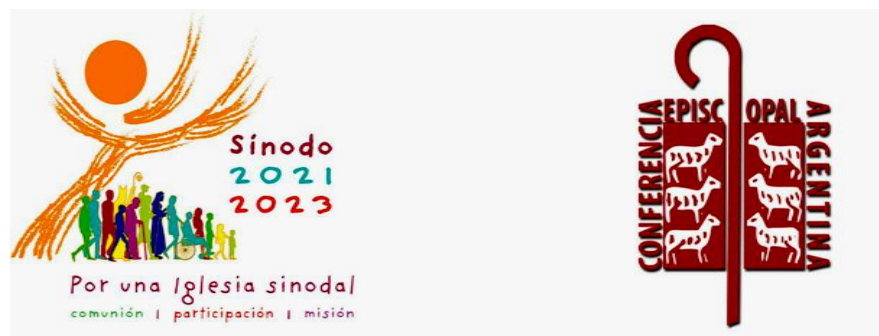 Sínodo
2021
2023
Por una Iglesia sinodal
comunión | participación | misión
CONFERENCIA
EPISCOPAL
ARGENTINA